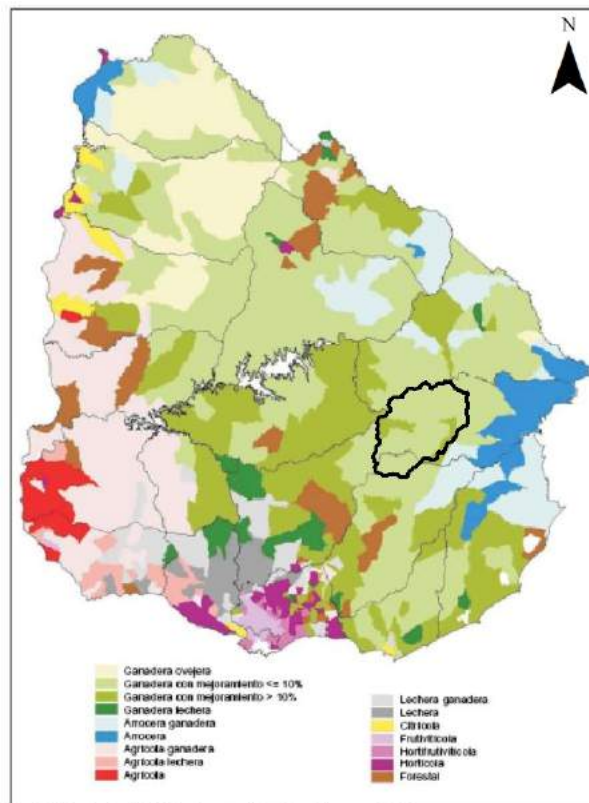 N
Ganadera ovejera
Ganadera con mejoramiento <= 10%
Ganadera con mejoramiento > 10%
Ganadera lechera
Arrocera ganadera
Arrocera
Agrícola ganadera
Agrícola lechera
Agrícola
Lechera ganadera
Lechera
Citrícola
Frutivitícola
Hortifrutivitícola
Hortícola
Forestal